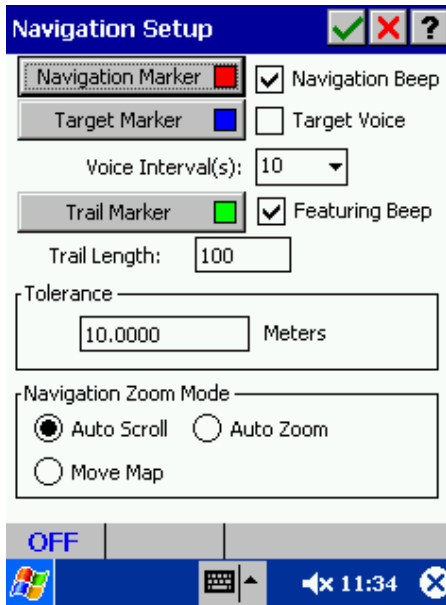 Navigation Setup ?
Navigation Marker Navigation Beep
Target Marker Target Voice
Voice Interval(s): 10
Trail Marker Featuring Beep
Trail Length: 100
Tolerance
10.0000 Meters
Navigation Zoom Mode
Auto Scroll Auto Zoom
Move Map
OFF
11:34